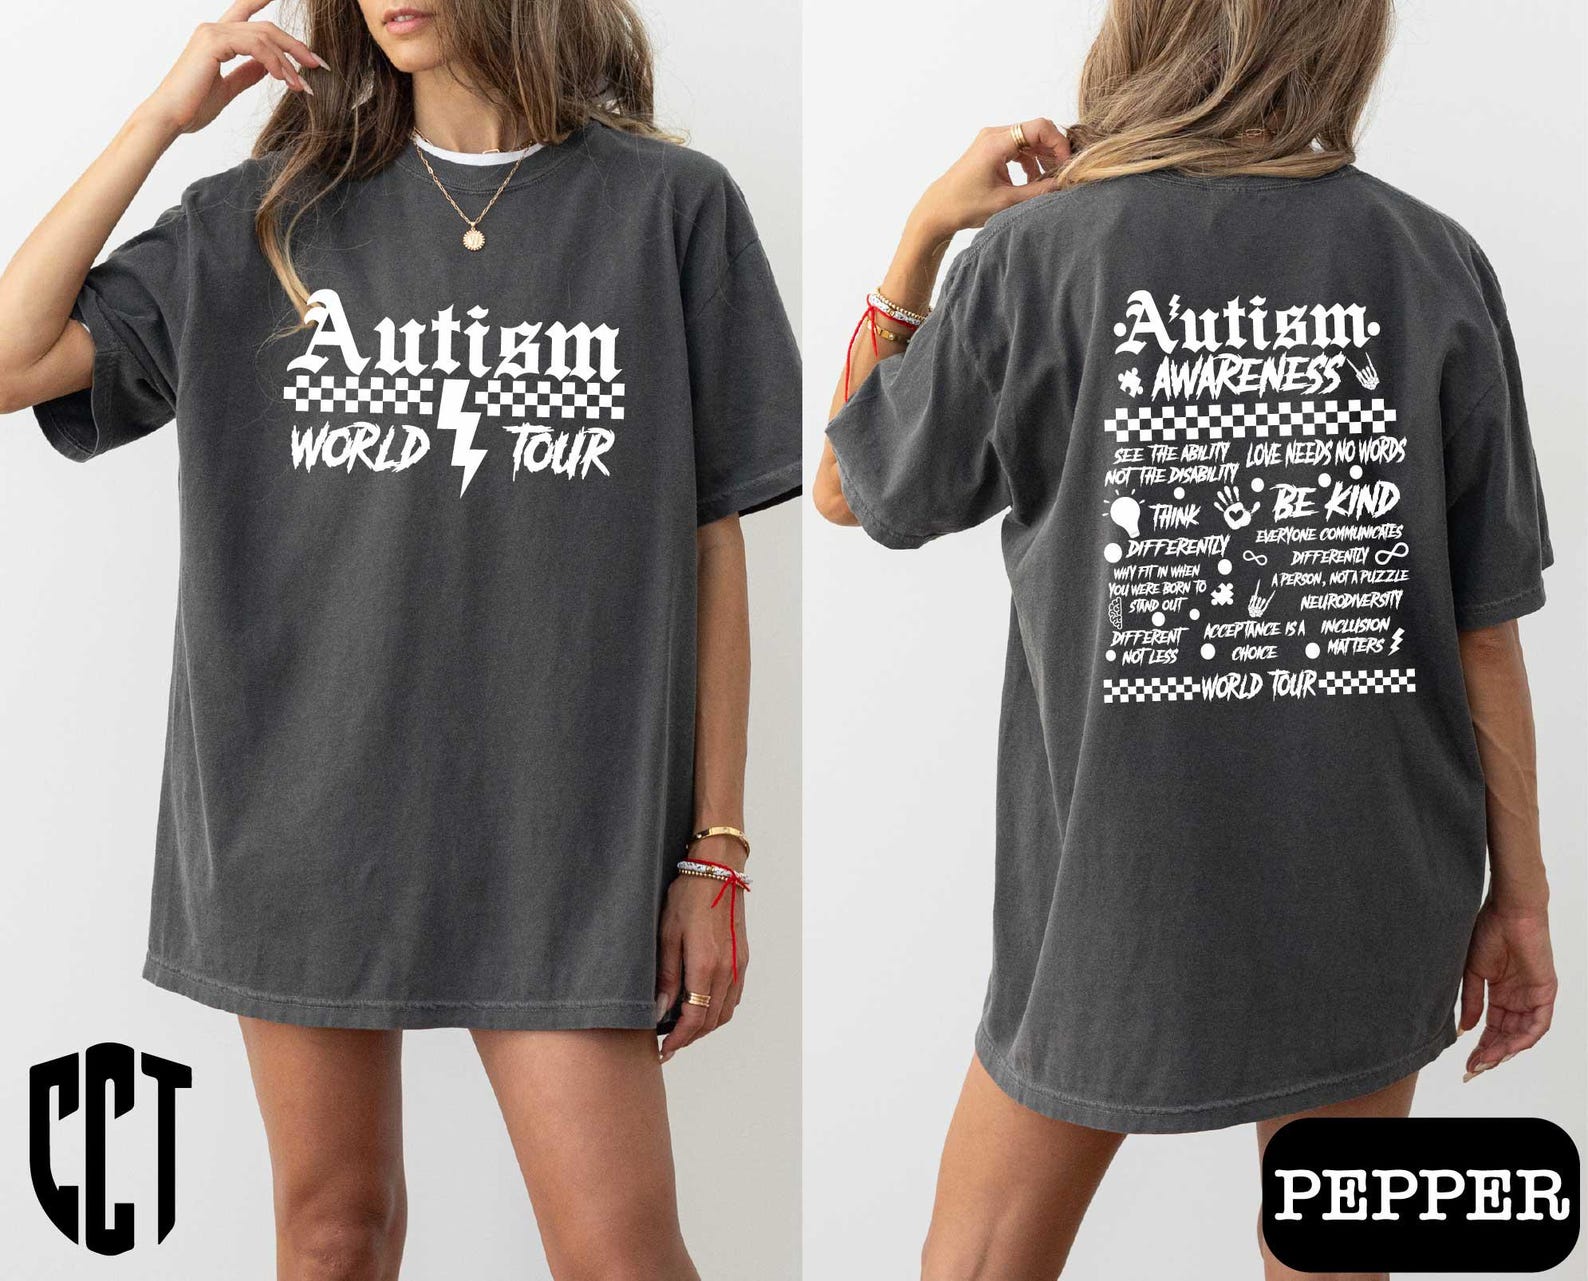 Autism
WORLD TOUR
Autism
AWARENESS
SEE THE ABILITY
NOT THE DISABILITY
LOVE NEEDS NO WORDS
THINK
DIFFERENTLY
BE KIND
EVERYONE COMMUNICATES
DIFFERENTLY
WHY FIT IN WHEN
YOU WERE BORN TO
STAND OUT
A PERSON, NOT A PUZZLE
NEURODIVERSITY
DIFFERENT
NOT LESS
ACCEPTANCE IS A
CHOICE
INCLUSION
MATTERS
WORLD TOUR
CCT
PEPPER